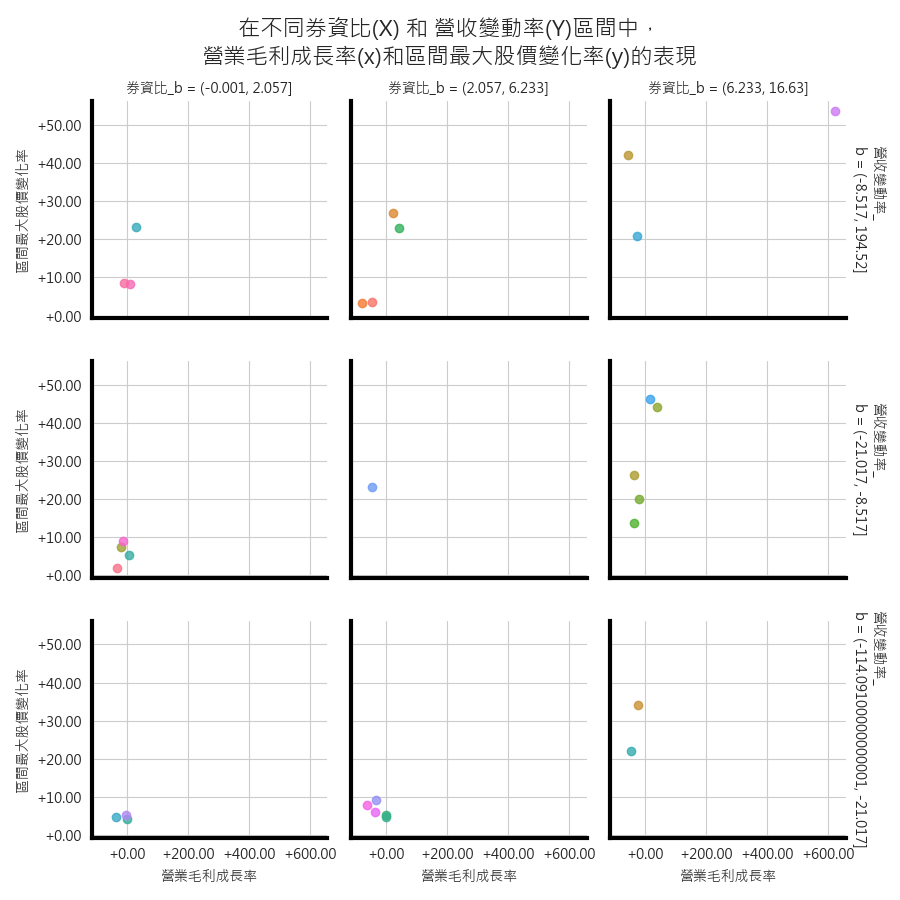 在不同券資比(X) 和 營收變動率(Y)區間中，
營業毛利成長率(x)和區間最大股價變化率(y)的表現
券資比_b = (-0.001, 2.057]
券資比_b = (2.057, 6.233]
券資比_b = (6.233, 16.63]
區間最大股價變化率
+50.00
+40.00
+30.00
+20.00
+10.00
+0.00
營收變動率_
b = (-8.517, 194.52]
區間最大股價變化率
+50.00
+40.00
+30.00
+20.00
+10.00
+0.00
營收變動率_
b = (-21.017, -8.517]
區間最大股價變化率
+50.00
+40.00
+30.00
+20.00
+10.00
+0.00
營收變動率_
b = (-114.09100000000001, -21.017]
+0.00 +200.00 +400.00 +600.00
+0.00 +200.00 +400.00 +600.00
+0.00 +200.00 +400.00 +600.00
營業毛利成長率
營業毛利成長率
營業毛利成長率